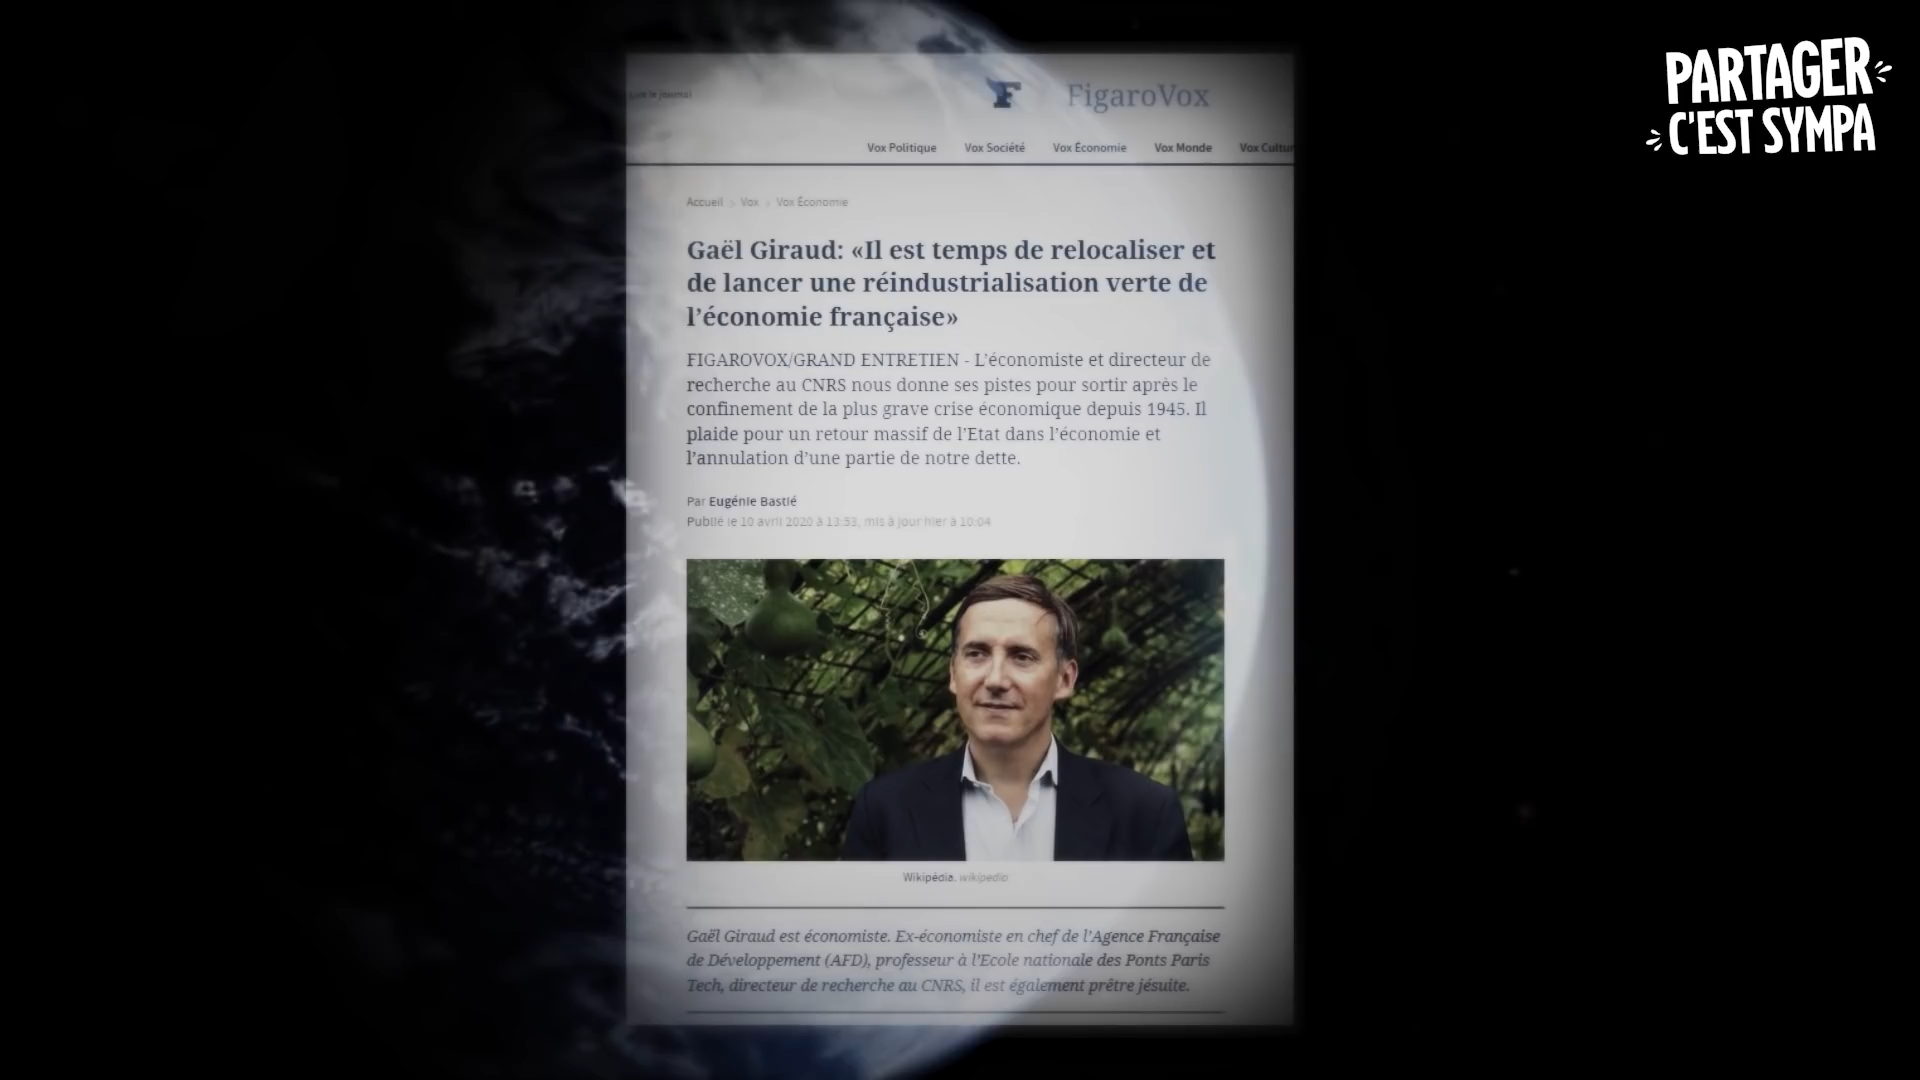 PARTAGER
C'EST SYMPA
Lire le journal
F FigaroVox
Vox Politique Vox Société Vox Économie Vox Monde Vox Cultur
Accueil > Vox > Vox Économie
Gaël Giraud: «Il est temps de relocaliser et
de lancer une réindustrialisation verte de
l'économie française»
FIGAROVOX/GRAND ENTRETIEN - L'économiste et directeur de
recherche au CNRS nous donne ses pistes pour sortir après le
confinement de la plus grave crise économique depuis 1945. Il
plaide pour un retour massif de l'Etat dans l'économie et
l'annulation d'une partie de notre dette.
Par Eugénie Bastié
Publié le 10 avril 2020 à 13:53, mis à jour hier à 10:04
Wikipédia. wikipedia
Gaël Giraud est économiste. Ex-économiste en chef de l'Agence Française
de Développement (AFD), professeur à l'Ecole nationale des Ponts Paris
Tech, directeur de recherche au CNRS, il est également prêtre jésuite.